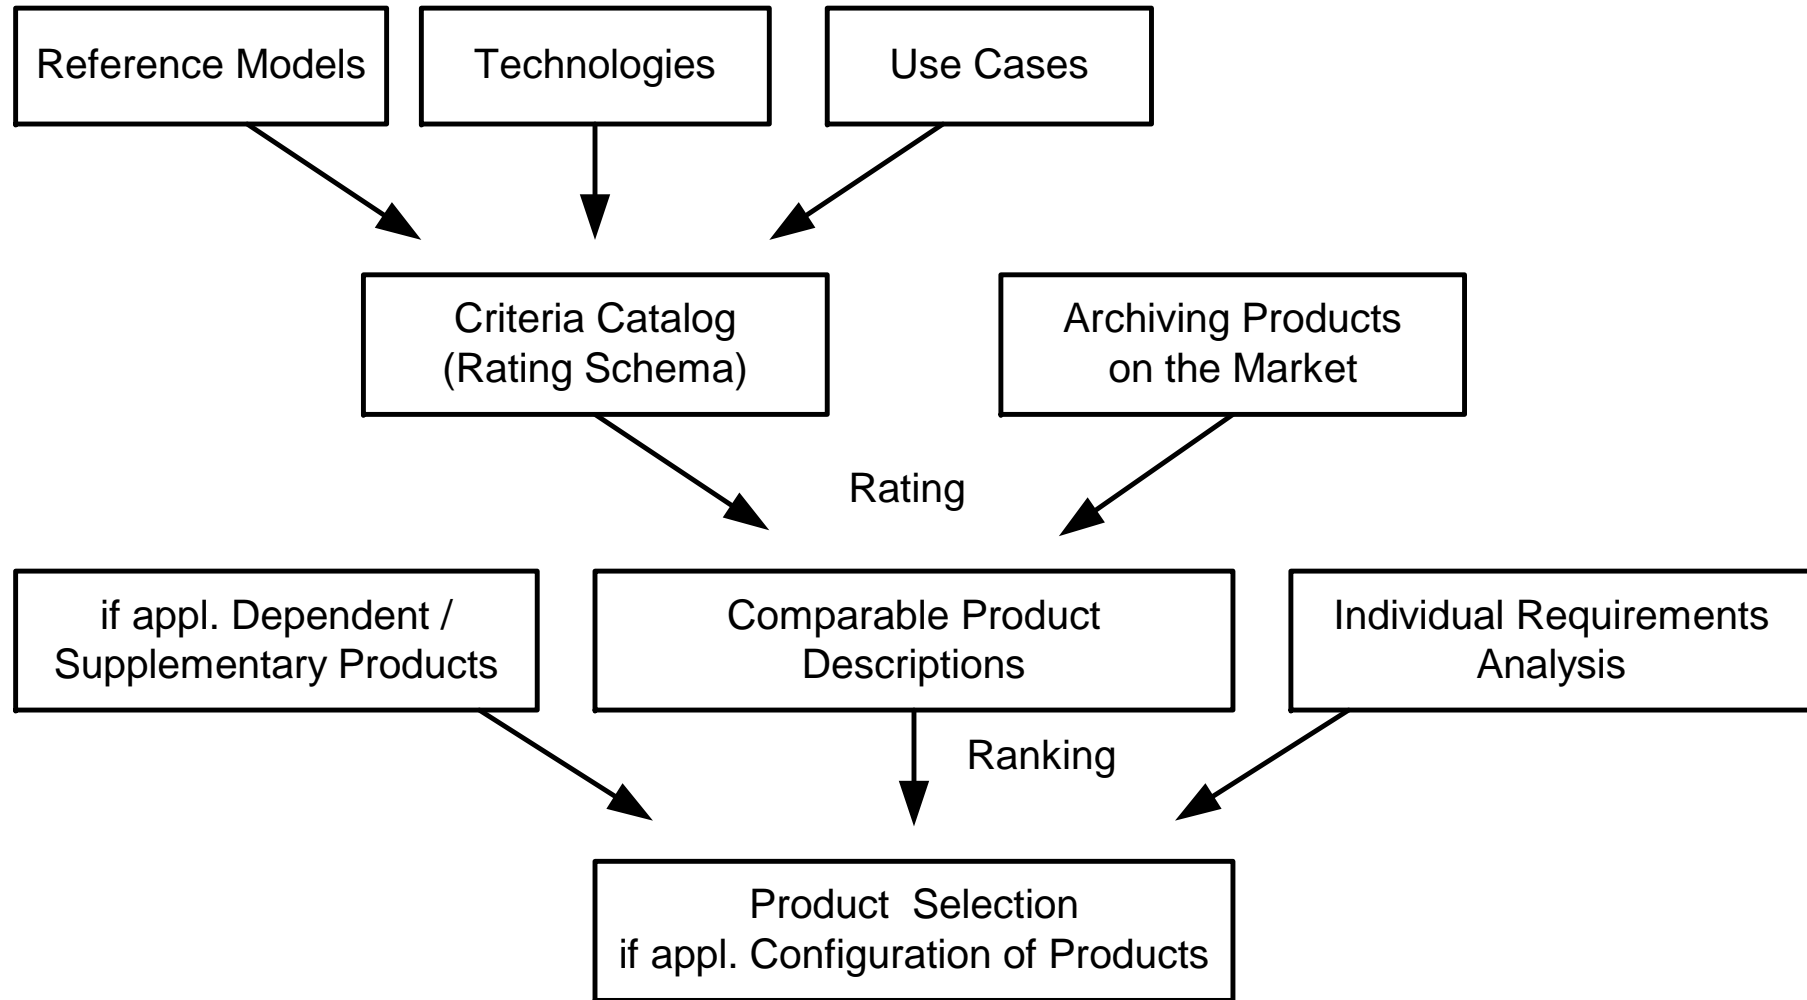 Reference Models
Technologies
Use Cases
Criteria Catalog
(Rating Schema)
Archiving Products
on the Market
Rating
if appl. Dependent /
Supplementary Products
Comparable Product
Descriptions
Individual Requirements
Analysis
Ranking
Product  Selection
if appl. Configuration of Products